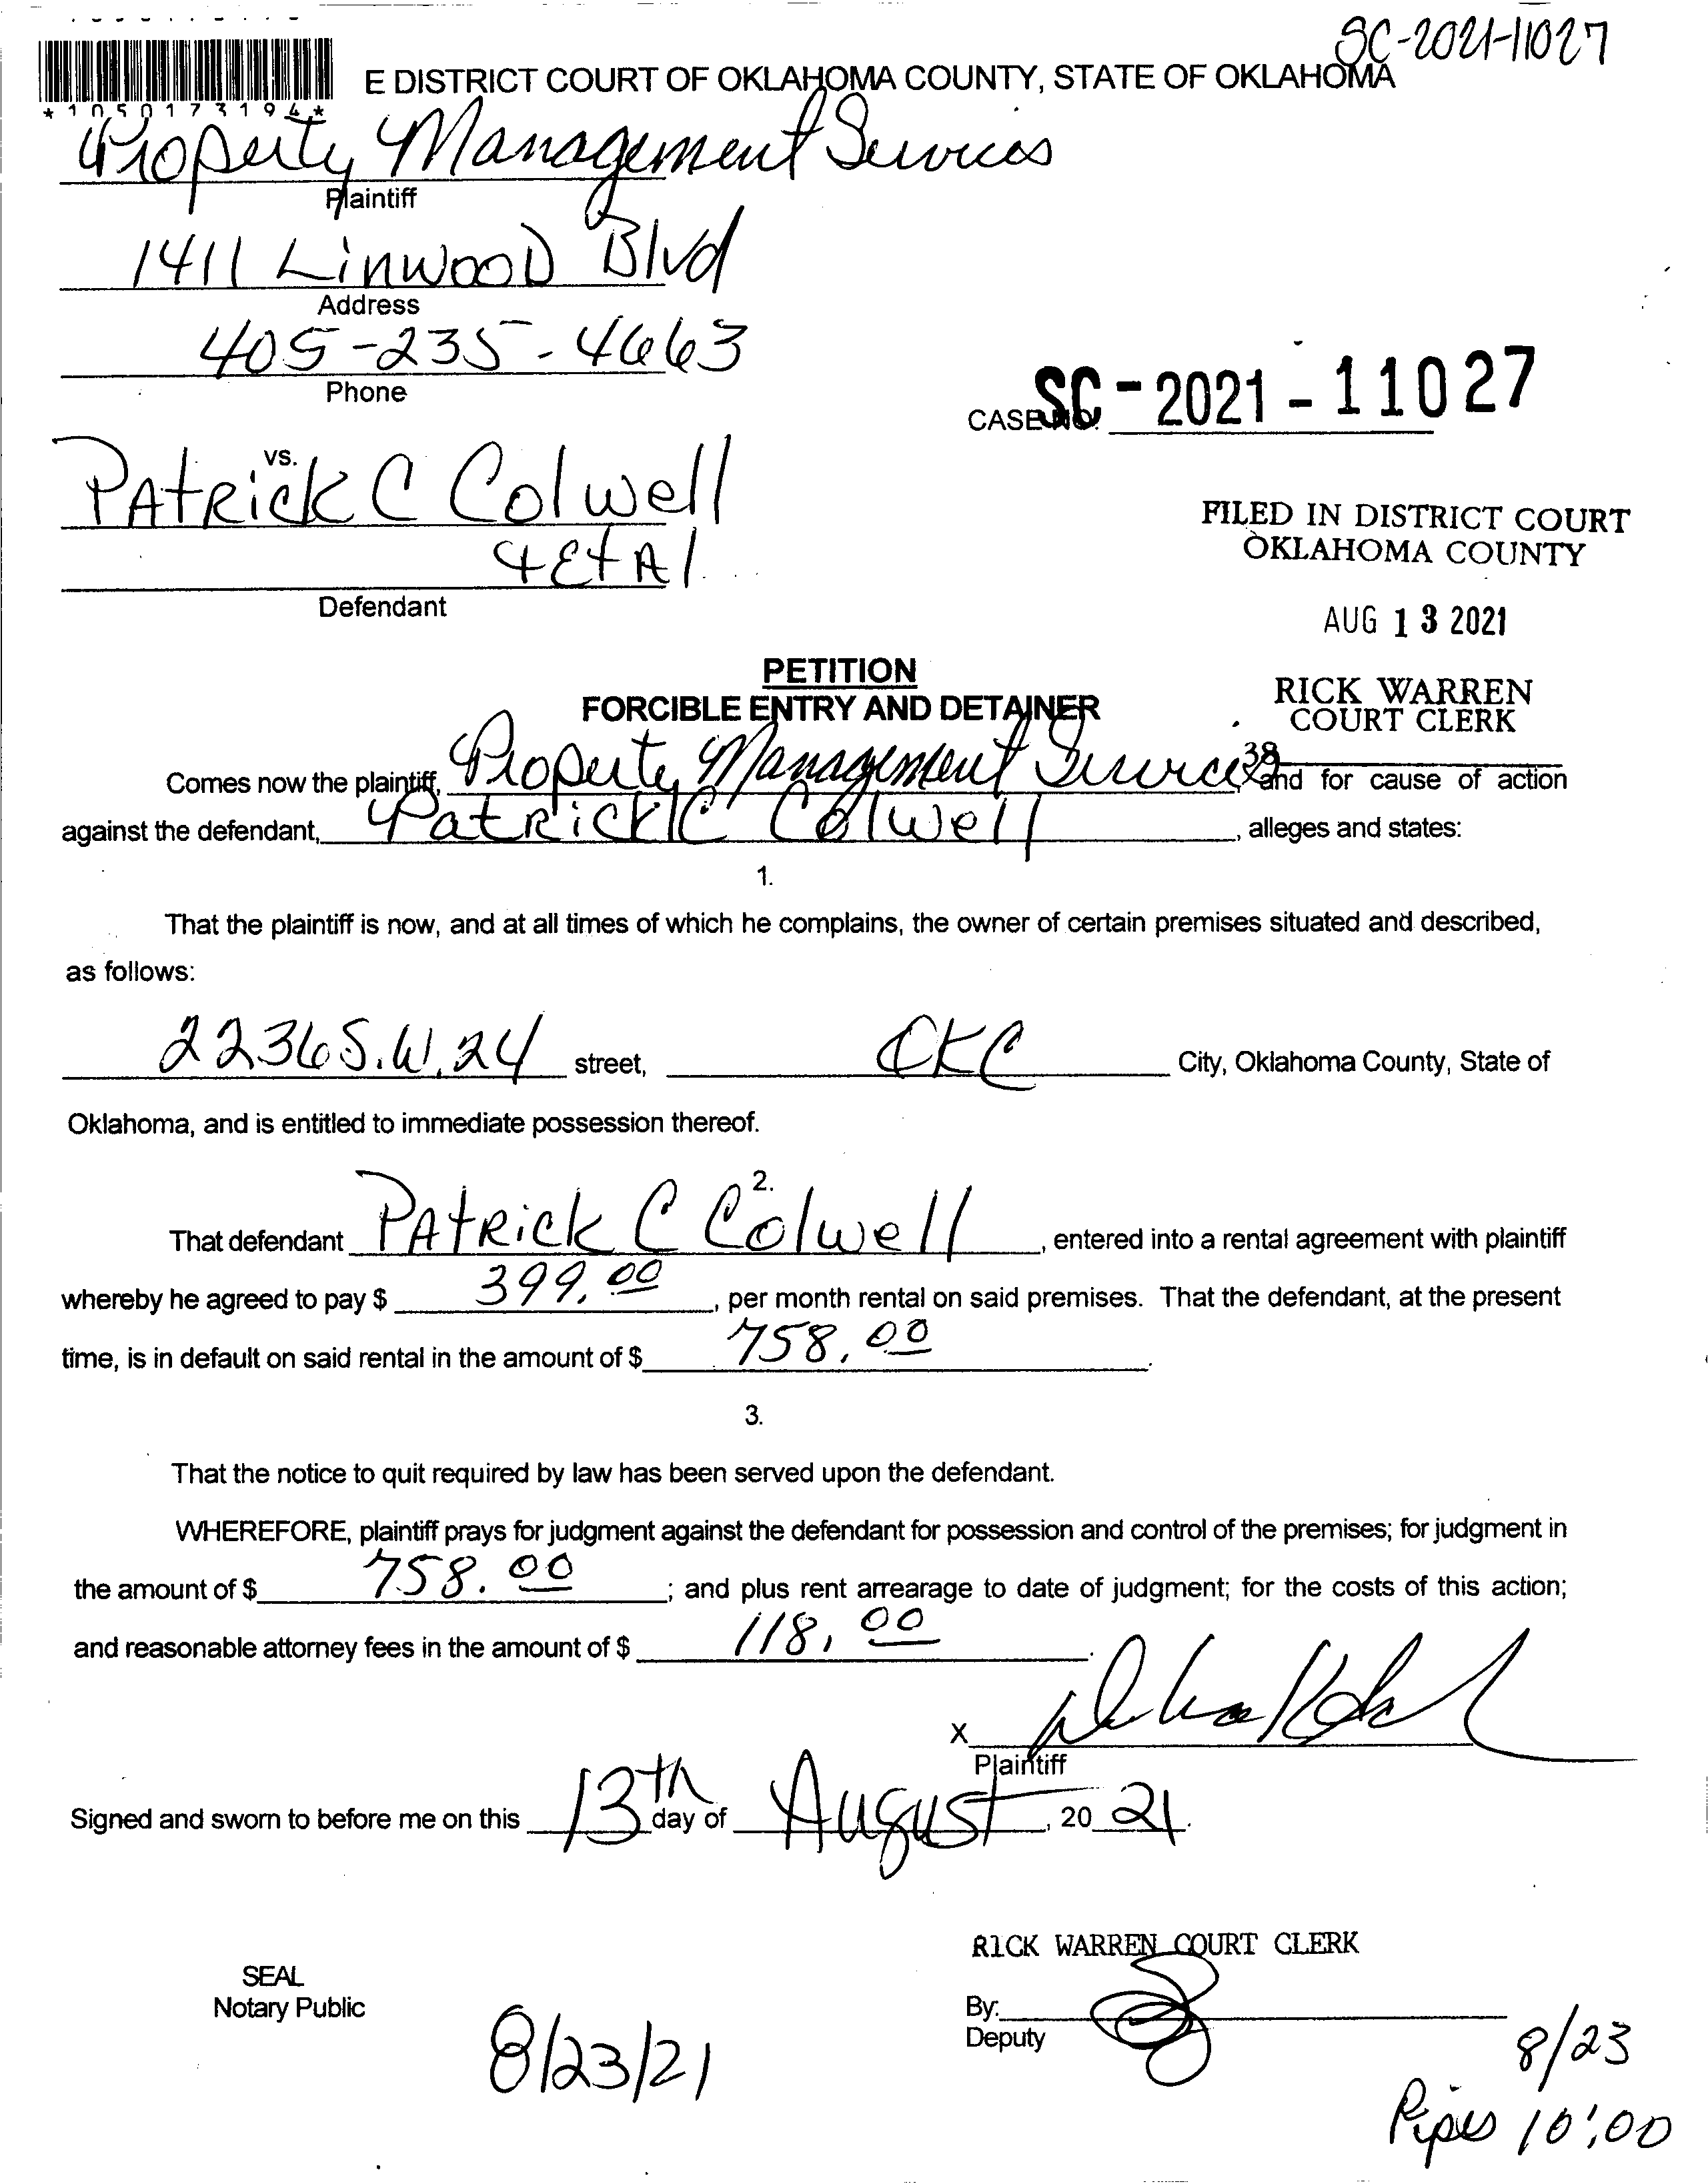 SC-2021-11027
E DISTRICT COURT OF OKLAHOMA COUNTY, STATE OF OKLAHOMA
*1050173194*
Property Management Services
Plaintiff
1411 Linwood Blvd
Address
405-235-4663
Phone
CASE NO. SC-2021-11027
vs.
PAtRick C Colwell
4 Et Al
Defendant
FILED IN DISTRICT COURT
OKLAHOMA COUNTY
AUG 13 2021
RICK WARREN
COURT CLERK
38
PETITION
FORCIBLE ENTRY AND DETAINER
Comes now the plaintiff, Property Management Services and for cause of action
against the defendant, PatRick C Colwell, alleges and states:
1.
That the plaintiff is now, and at all times of which he complains, the owner of certain premises situated and described,
as follows:
2236 S.W. 24 street, OKC City, Oklahoma County, State of
Oklahoma, and is entitled to immediate possession thereof.
2.
That defendant PAtRick C Colwell, entered into a rental agreement with plaintiff
whereby he agreed to pay $ 399.00, per month rental on said premises. That the defendant, at the present
time, is in default on said rental in the amount of $ 758.00.
3.
That the notice to quit required by law has been served upon the defendant.
WHEREFORE, plaintiff prays for judgment against the defendant for possession and control of the premises; for judgment in
the amount of $ 758.00; and plus rent arrearage to date of judgment; for the costs of this action;
and reasonable attorney fees in the amount of $ 118.00.
X
Plaintiff
Signed and sworn to before me on this 13th day of August, 20 21.
RICK WARREN COURT CLERK
SEAL
Notary Public
By:
Deputy
8/23/21
8/23
Pipes 10:00